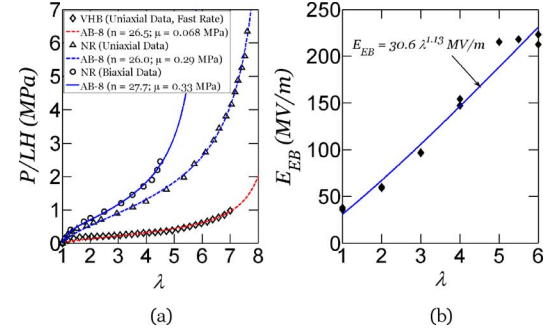 (a)
VHB (Uniaxial Data, Fast Rate)
AB-8 (n = 26.5; μ = 0.068 MPa)
NR (Uniaxial Data)
AB-8 (n = 26.0; μ = 0.29 MPa)
NR (Biaxial Data)
AB-8 (n = 27.7; μ = 0.33 MPa)
P/LH (MPa)
7
6
5
4
3
2
1
0
1 2 3 4 5 6 7 8
λ
(a)
(b)
E_EB = 30.6 λ^1.13 MV/m
E_EB (MV/m)
250
200
150
100
50
0
1 2 3 4 5 6
λ
(b)